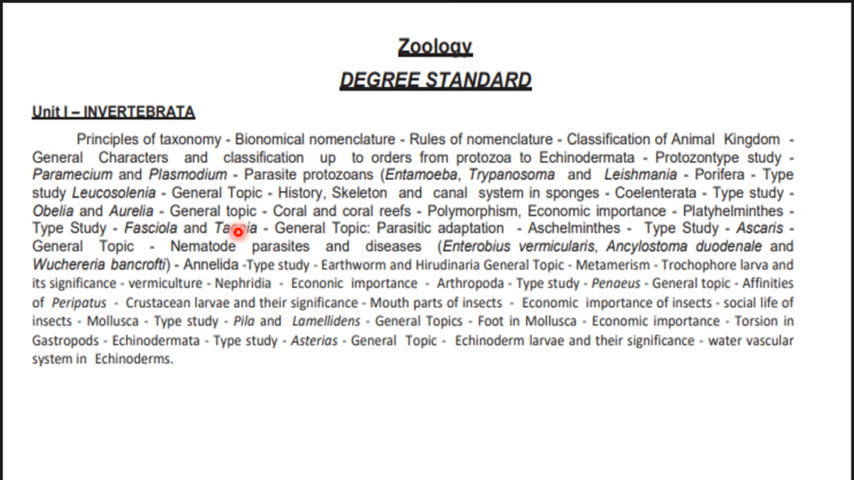 Zoology
DEGREE STANDARD
Unit I – INVERTEBRATA
Principles of taxonomy - Bionomical nomenclature - Rules of nomenclature - Classification of Animal Kingdom -
General Characters and classification up to orders from protozoa to Echinodermata - Protozontype study -
Paramecium and Plasmodium - Parasite protozoans (Entamoeba, Trypanosoma and Leishmania - Porifera - Type
study Leucosolenia - General Topic - History, Skeleton and canal system in sponges - Coelenterata - Type study -
Obelia and Aurelia - General topic - Coral and coral reefs - Polymorphism, Economic importance - Platyhelminthes -
Type Study - Fasciola and - General Topic: Parasitic adaptation - Aschelminthes - Type Study - Ascaris -
General Topic - Nematode parasites and diseases (Enterobius vermicularis, Ancylostoma duodenale and
Wuchereria bancrofti) - Annelida -Type study - Earthworm and Hirudinaria General Topic - Metamerism - Trochophore larva and
its significance - vermiculture - Nephridia - Econonic importance - Arthropoda - Type study - Penaeus - General topic - Affinities
of Peripatus - Crustacean larvae and their significance - Mouth parts of insects - Economic importance of insects - social life of
insects - Mollusca - Type study - Pila and Lamellidens - General Topics - Foot in Mollusca - Economic importance - Torsion in
Gastropods - Echinodermata - Type study - Asterias - General Topic - Echinoderm larvae and their significance - water vascular
system in Echinoderms.